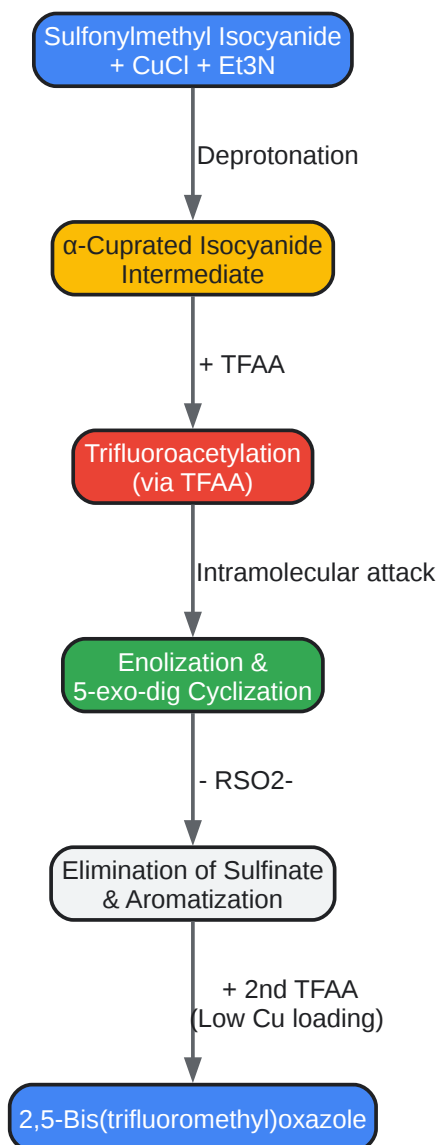 Sulfonylmethyl Isocyanide
+ CuCl + Et3N
Deprotonation
α-Cuprated Isocyanide
Intermediate
+ TFAA
Trifluoroacetylation
(via TFAA)
Intramolecular attack
Enolization &
5-exo-dig Cyclization
- RSO2-
Elimination of Sulfinate
& Aromatization
+ 2nd TFAA
(Low Cu loading)
2,5-Bis(trifluoromethyl)oxazole